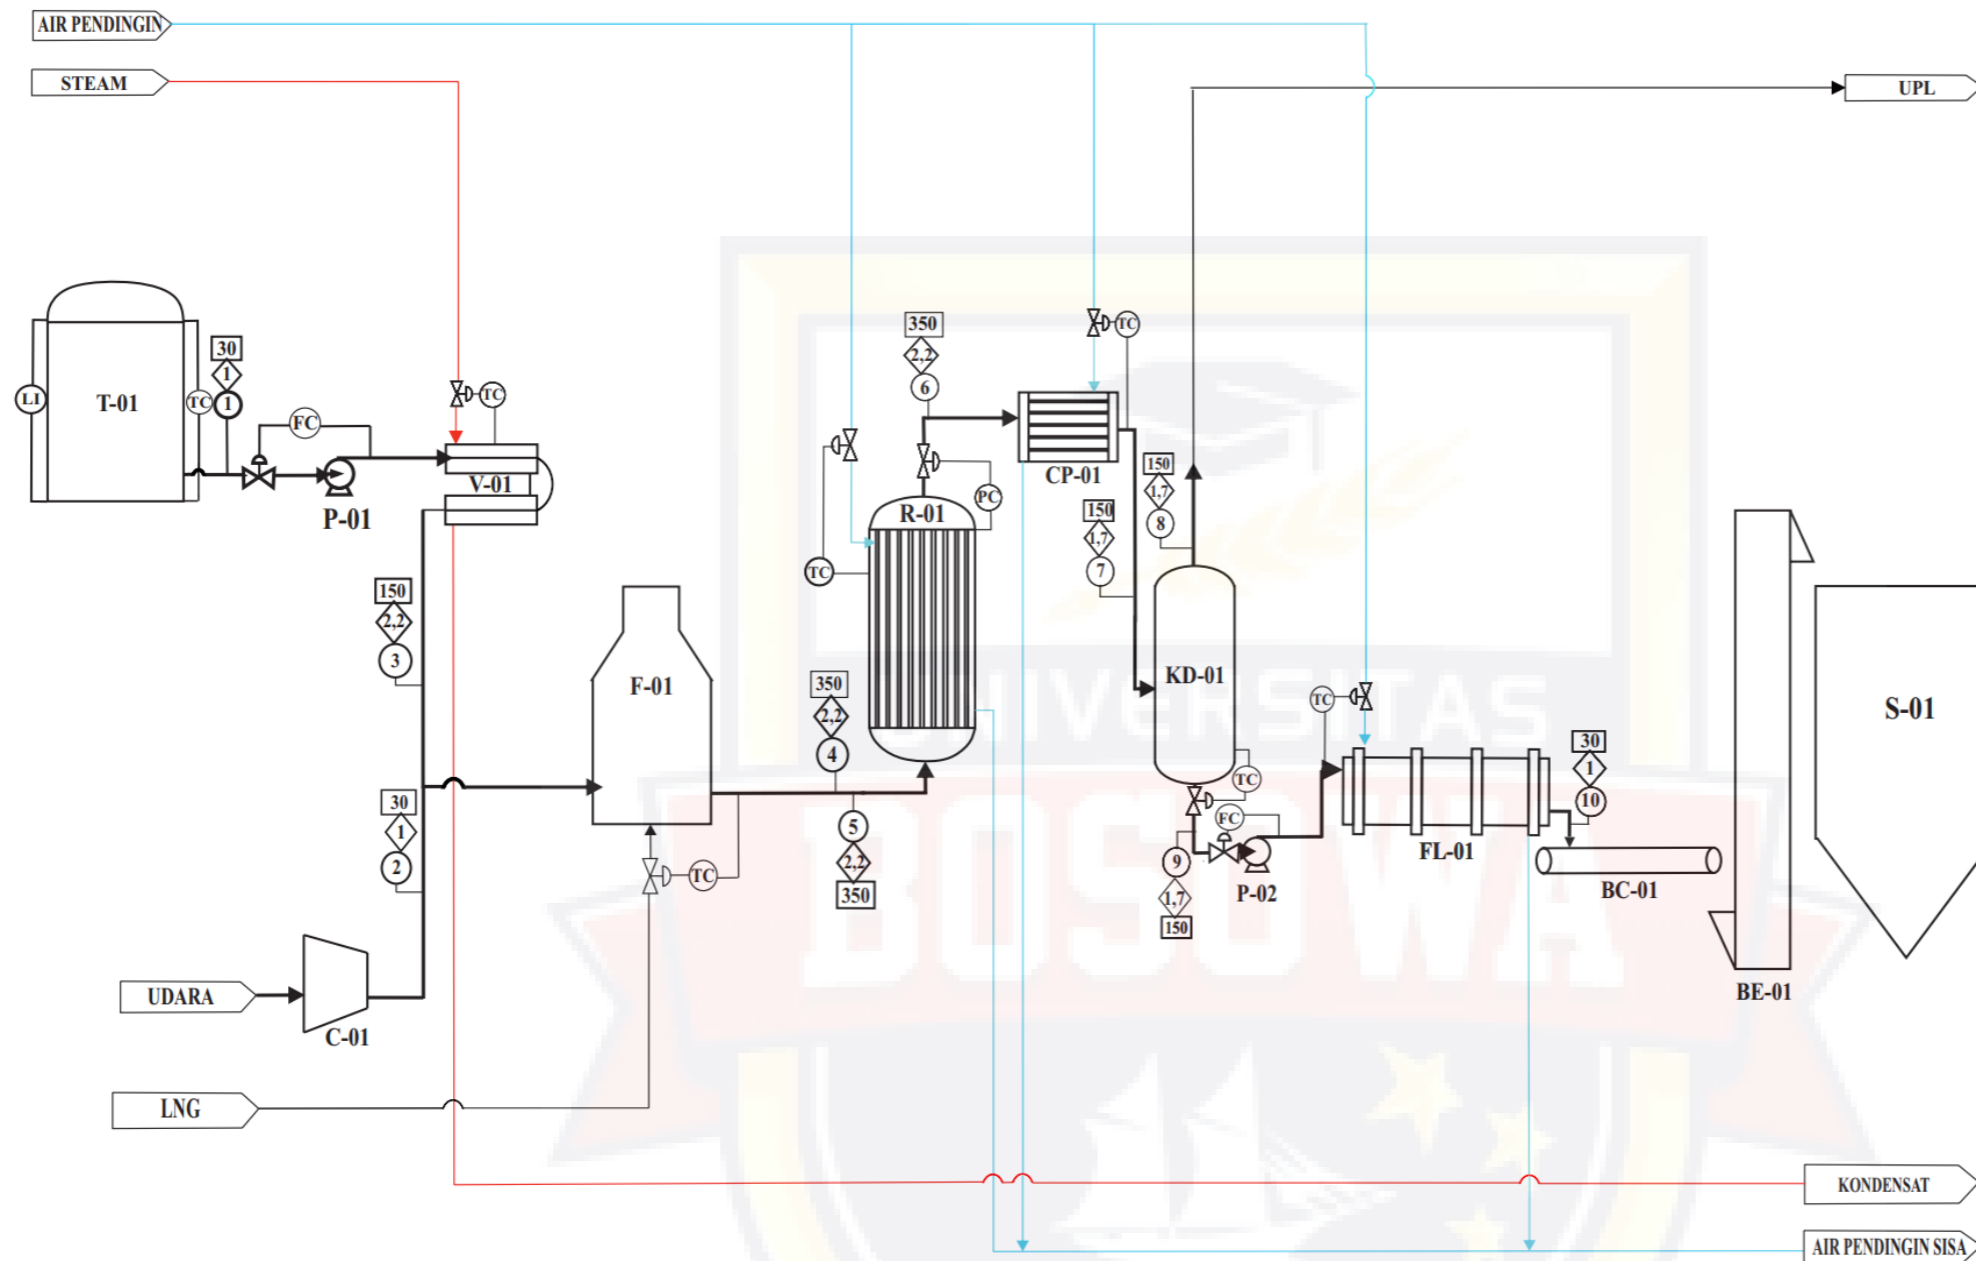 AIR PENDINGIN
STEAM
UPL
LI
T-01
TC
30
1
1
FC
P-01
TC
V-01
150
2,2
3
30
1
2
UDARA
C-01
LNG
F-01
TC
350
2,2
4
5
2,2
350
TC
R-01
PC
350
2,2
6
TC
CP-01
150
1,7
7
150
1,7
8
KD-01
TC
FC
9
1,7
150
P-02
TC
FL-01
30
1
10
BC-01
BE-01
S-01
KONDENSAT
AIR PENDINGIN SISA
UNIVERSITAS
BOSOWA